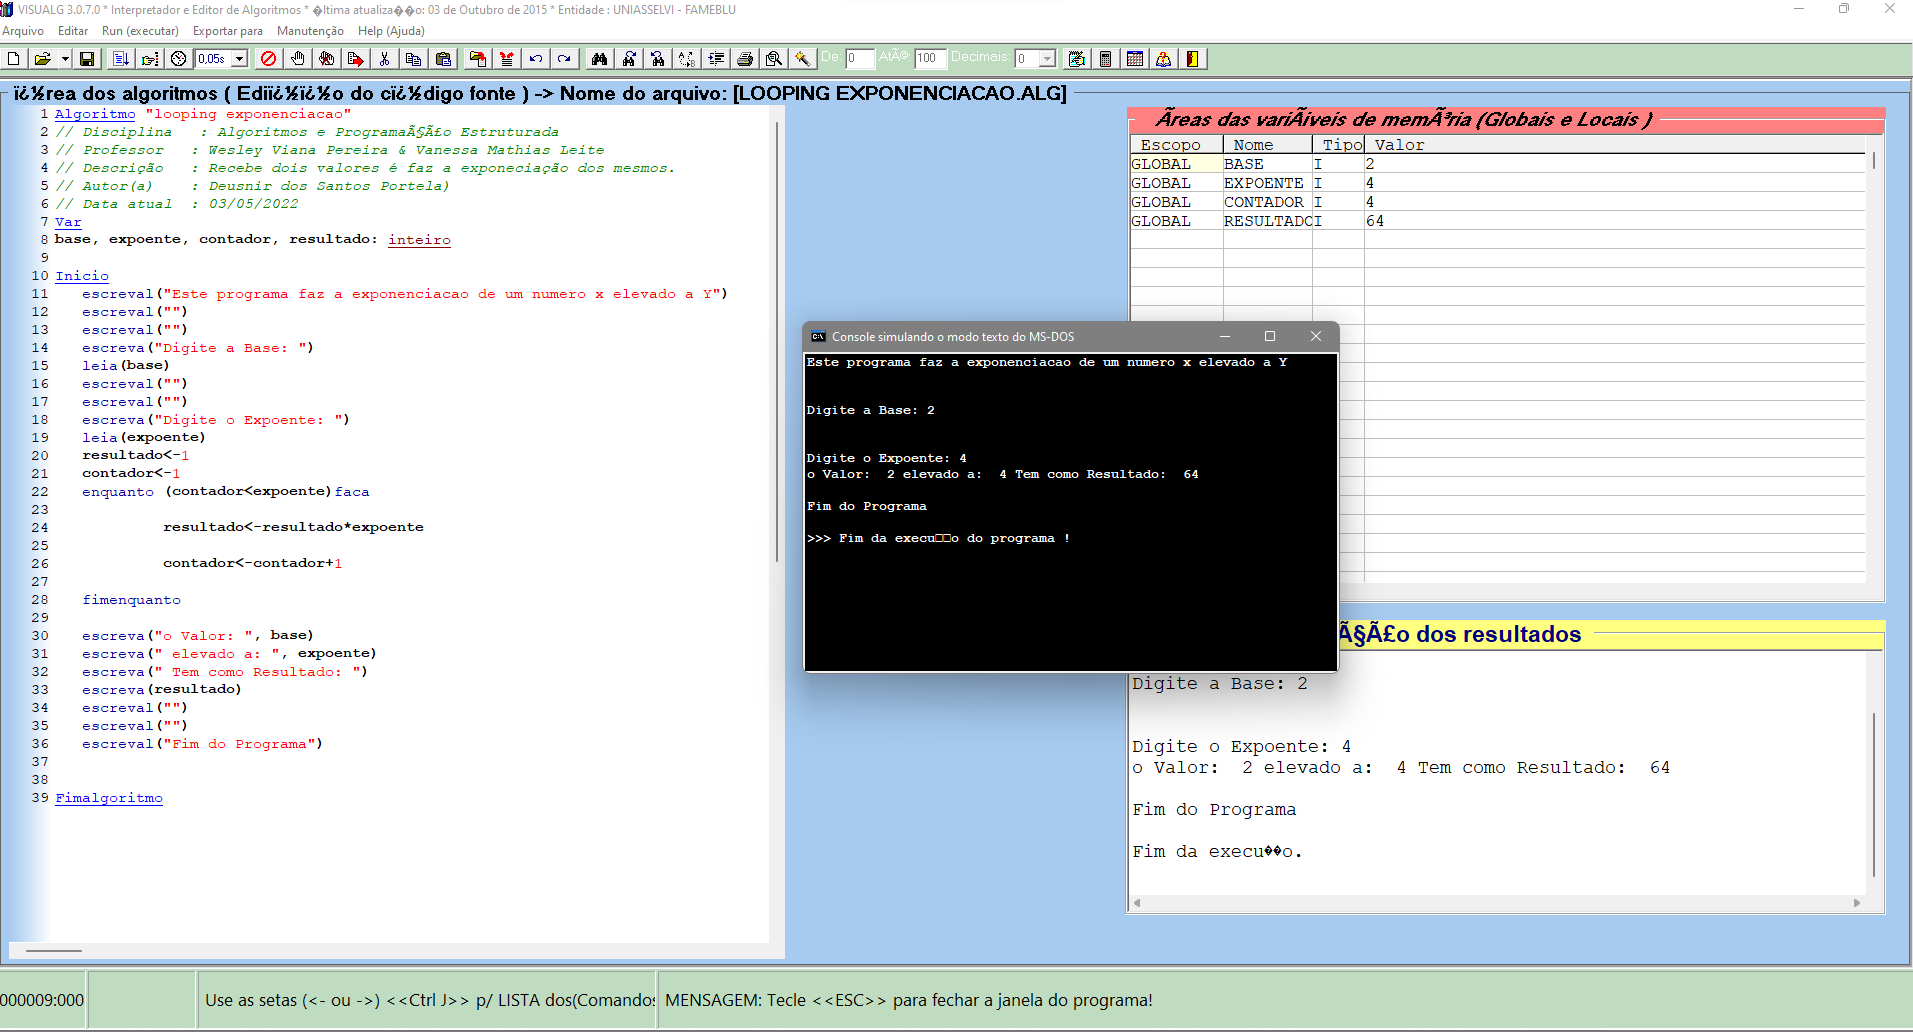 VISUALG 3.0.7.0 * Interpretador e Editor de Algoritmos * �ltima atualiza��o: 03 de Outubro de 2015 * Entidade : UNIASSELVI - FAMEBLU
Arquivo Editar Run (executar) Exportar para Manutenção Help (Ajuda)
0,05s De: 0 AtÃ©: 100 Decimais: 0
ï¿½rea dos algoritmos ( Ediï¿½ï¿½o do cï¿½digo fonte ) -> Nome do arquivo: [LOOPING EXPONENCIACAO.ALG]
1 Algoritmo "looping exponenciacao"
2 // Disciplina : Algoritmos e ProgramaÃ§Ã£o Estruturada
3 // Professor : Wesley Viana Pereira & Vanessa Mathias Leite
4 // Descrição : Recebe dois valores é faz a exponeciação dos mesmos.
5 // Autor(a) : Deusnir dos Santos Portela)
6 // Data atual : 03/05/2022
7 Var
8 base, expoente, contador, resultado: inteiro
9
10 Inicio
11 escreval("Este programa faz a exponenciacao de um numero x elevado a Y")
12 escreval("")
13 escreval("")
14 escreva("Digite a Base: ")
15 leia(base)
16 escreval("")
17 escreval("")
18 escreva("Digite o Expoente: ")
19 leia(expoente)
20 resultado<-1
21 contador<-1
22 enquanto (contador<expoente)faca
23
24 resultado<-resultado*expoente
25
26 contador<-contador+1
27
28 fimenquanto
29
30 escreva("o Valor: ", base)
31 escreva(" elevado a: ", expoente)
32 escreva(" Tem como Resultado: ")
33 escreva(resultado)
34 escreval("")
35 escreval("")
36 escreval("Fim do Programa")
37
38
39 Fimalgoritmo
Ãreas das variÃiveis de memÃ³ria (Globais e Locais )
Escopo Nome Tipo Valor
GLOBAL BASE I 2
GLOBAL EXPOENTE I 4
GLOBAL CONTADOR I 4
GLOBAL RESULTADO I 64
Console simulando o modo texto do MS-DOS
Este programa faz a exponenciacao de um numero x elevado a Y
Digite a Base: 2
Digite o Expoente: 4
o Valor: 2 elevado a: 4 Tem como Resultado: 64
Fim do Programa
>>> Fim da execu□□o do programa !
Ã§Ã£o dos resultados
Digite a Base: 2
Digite o Expoente: 4
o Valor: 2 elevado a: 4 Tem como Resultado: 64
Fim do Programa
Fim da execu��o.
000009:000 Use as setas (<- ou ->) <<Ctrl J>> p/ LISTA dos(Comandos MENSAGEM: Tecle <<ESC>> para fechar a janela do programa!